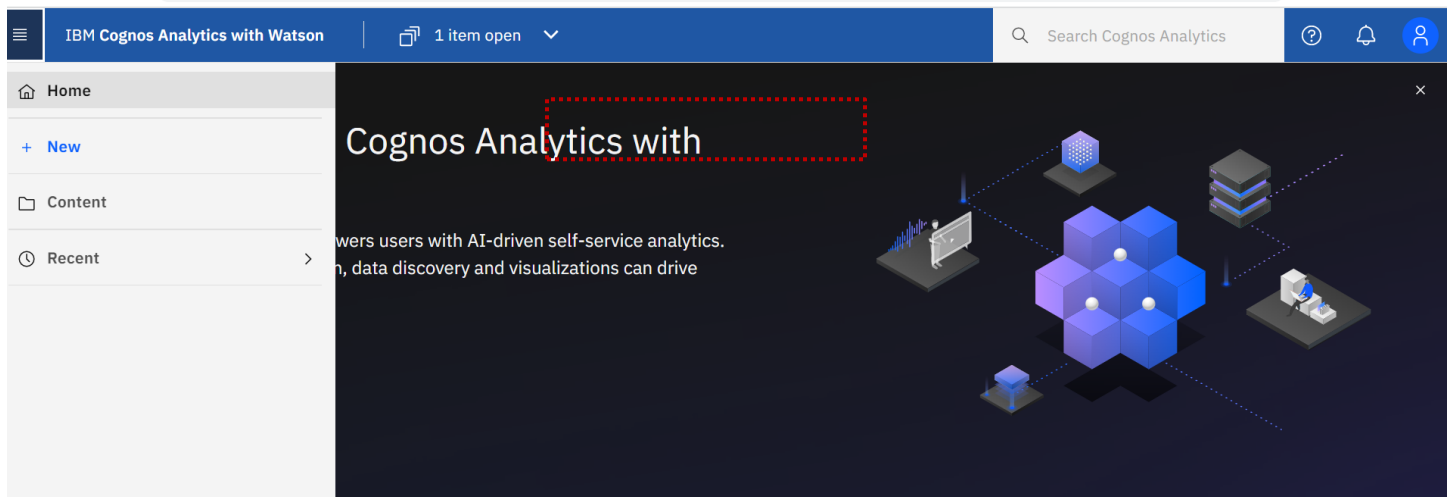 IBM Cognos Analytics with Watson
1 item open
Search Cognos Analytics
Home
New
Content
Recent
Cognos Analytics with
wers users with AI-driven self-service analytics.
, data discovery and visualizations can drive